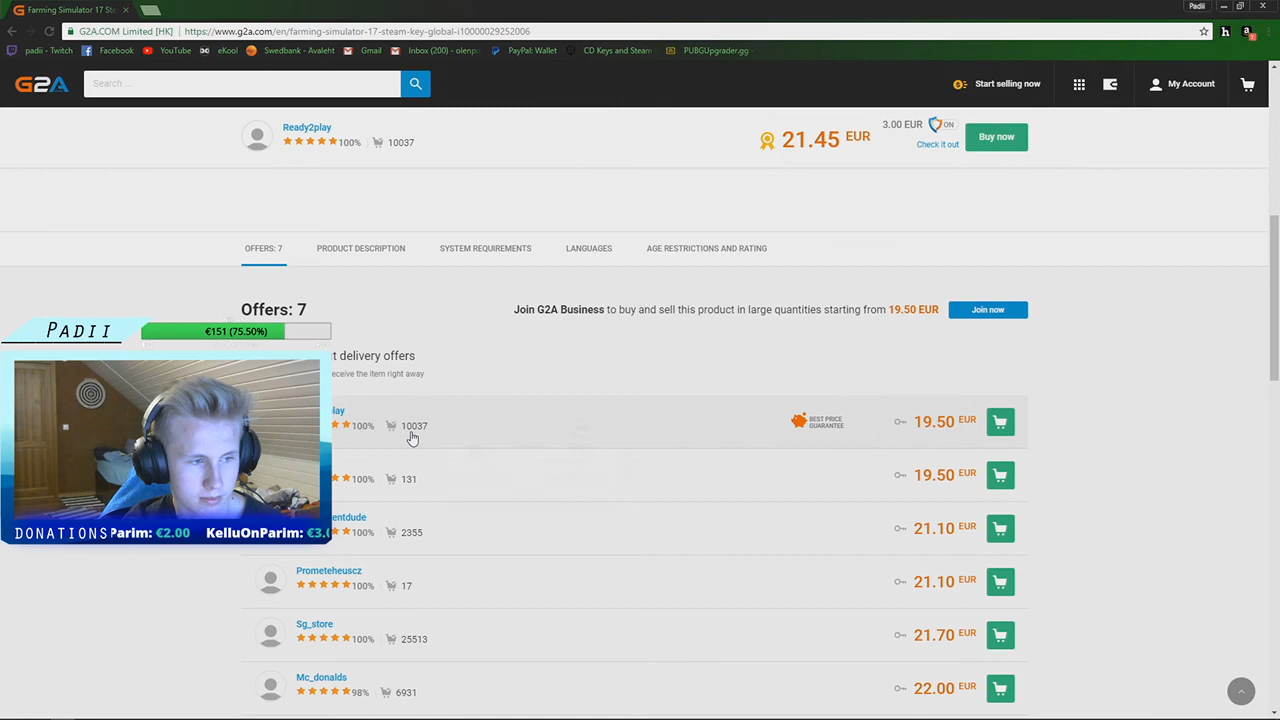 Farming Simulator 17 St
Padii
G2A.COM Limited [HK] https://www.g2a.com/en/farming-simulator-17-steam-key-global-i10000029252006
padii - Twitch Facebook YouTube eKool Swedbank - Avaleht Gmail Inbox (200) - olenpo PayPal: Wallet CD Keys and Steam PUBGUpgrader.gg -
G2A Search ... Start selling now My Account
Ready2play
100% 10037
21.45 EUR
3.00 EUR ON
Check it out
Buy now
OFFERS: 7 PRODUCT DESCRIPTION SYSTEM REQUIREMENTS LANGUAGES AGE RESTRICTIONS AND RATING
Offers: 7
Join G2A Business to buy and sell this product in large quantities starting from 19.50 EUR Join now
Padii
€151 (75.50%)
t delivery offers
eceive the item right away
lay
100% 10037
BEST PRICE
GUARANTEE
19.50 EUR
100% 131
19.50 EUR
entdude
100% 2355
21.10 EUR
DONATIONS Parim: €2.00 KelluOnParim: €3.0
Prometeheuscz
100% 17
21.10 EUR
Sg_store
100% 25513
21.70 EUR
Mc_donalds
98% 6931
22.00 EUR